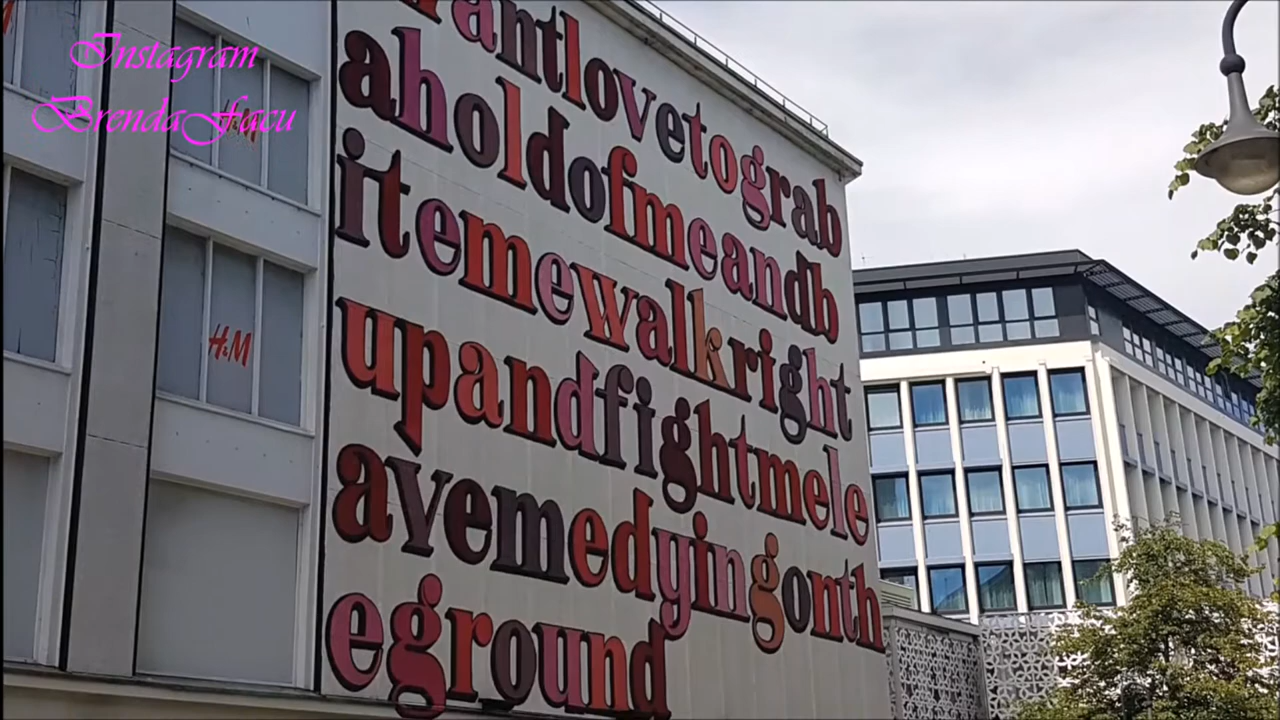 Instagram
BrendaFacu
H&M
H&M
antlovetograb
aholdofmeandb
itemewalkright
upandfightmele
avemedyingonth
eground